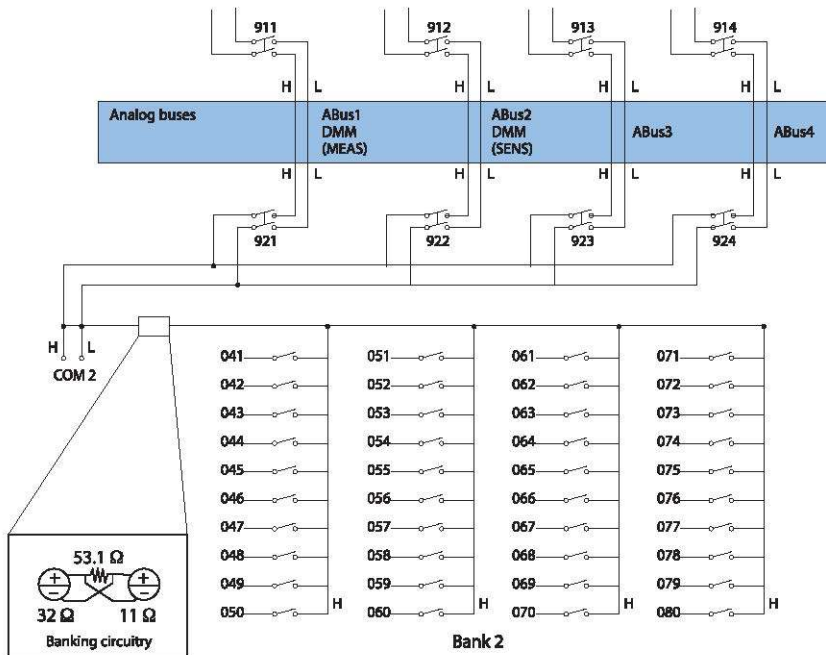 911 912 913 914
H L H L H L H L
Analog buses ABus1 ABus2
DMM DMM ABus3 ABus4
(MEAS) (SENS)
H L H L H L H L
921 922 923 924
H L
COM 2
041 051 061 071
042 052 062 072
043 053 063 073
044 054 064 074
045 055 065 075
046 056 066 076
047 057 067 077
048 058 068 078
049 059 069 079
H H H H
050 060 070 080
53.1 Ω
32 Ω 11 Ω
Banking circuitry
Bank 2